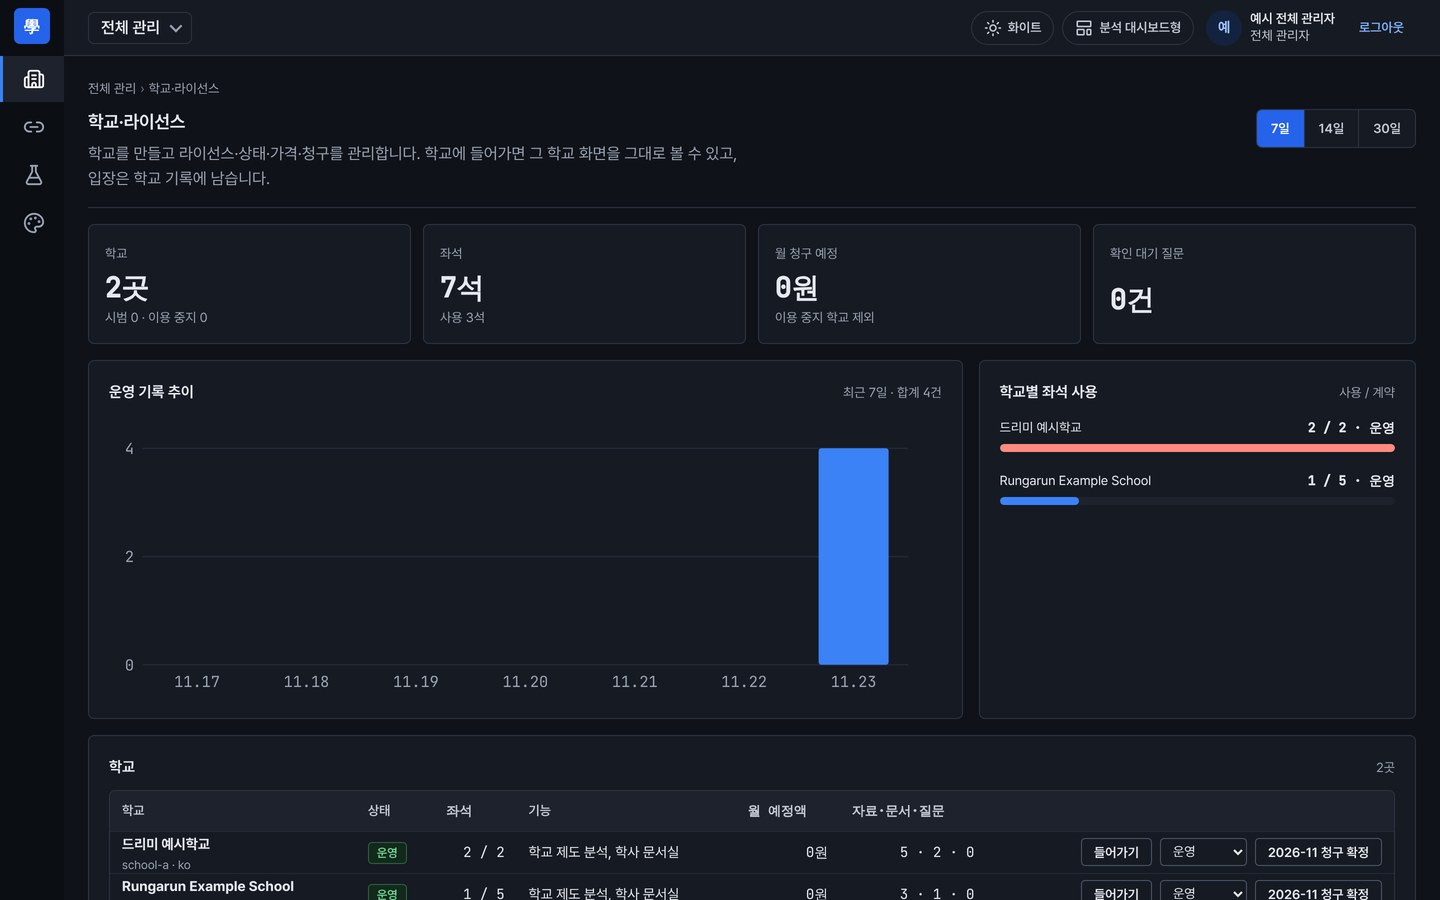 學
전체 관리
화이트
분석 대시보드형
예
예시 전체 관리자
전체 관리자
로그아웃
전체 관리 › 학교·라이선스
학교·라이선스
학교를 만들고 라이선스·상태·가격·청구를 관리합니다. 학교에 들어가면 그 학교 화면을 그대로 볼 수 있고,
입장은 학교 기록에 남습니다.
7일
14일
30일
학교
2곳
시범 0 · 이용 중지 0
좌석
7석
사용 3석
월 청구 예정
0원
이용 중지 학교 제외
확인 대기 질문
0건
운영 기록 추이
최근 7일 · 합계 4건
4
2
0
11.17
11.18
11.19
11.20
11.21
11.22
11.23
학교별 좌석 사용
사용 / 계약
드리미 예시학교
2 / 2 · 운영
Rungarun Example School
1 / 5 · 운영
학교
2곳
학교
상태
좌석
기능
월 예정액
자료·문서·질문
드리미 예시학교
school-a · ko
운영
2 / 2
학교 제도 분석, 학사 문서실
0원
5 · 2 · 0
들어가기
운영
2026-11 청구 확정
Rungarun Example School
운영
1 / 5
학교 제도 분석, 학사 문서실
0원
3 · 1 · 0
들어가기
운영
2026-11 청구 확정